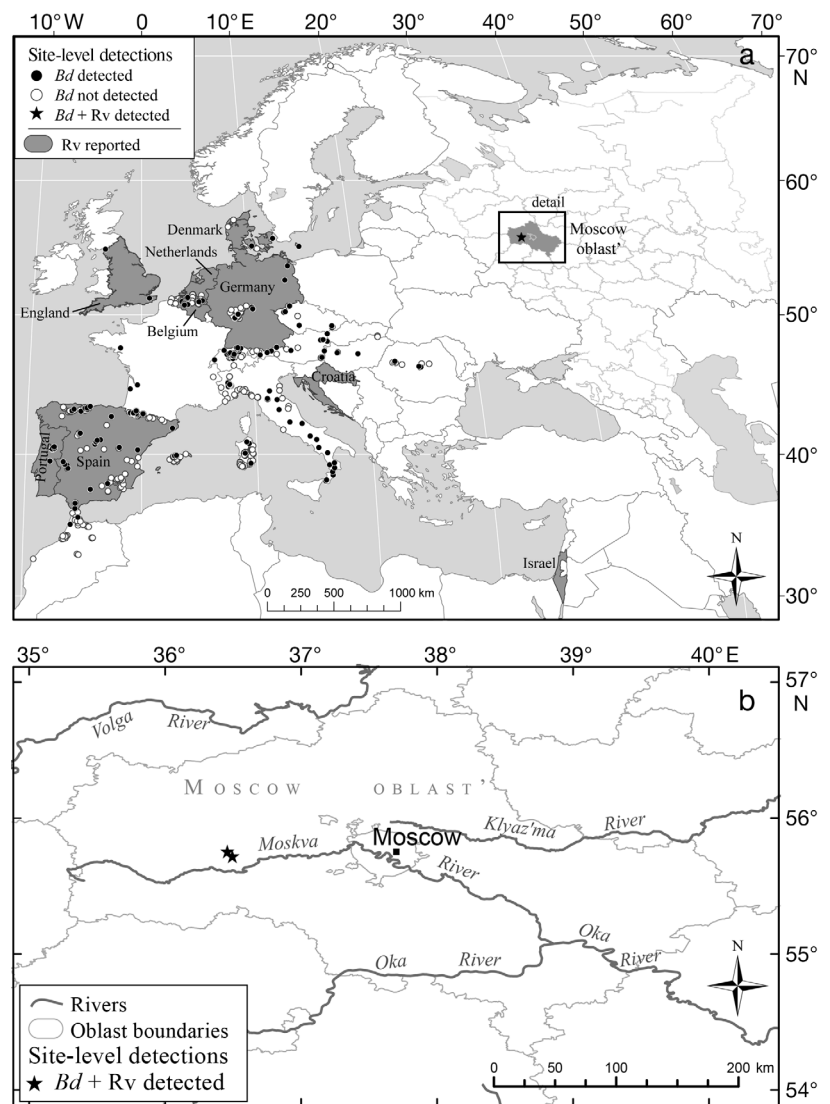 10° W
0
10° E
20°
30°
40°
50°
60°
70°
a
Site-level detections
Bd detected
Bd not detected
Bd + Rv detected
Rv reported
70°
N
60°
50°
40°
30°
detail
Moscow
oblast’
Denmark
Netherlands
Germany
England
Belgium
Croatia
Portugal
Spain
Israel
N
0 250 500 1000 km
35°
36°
37°
38°
39°
40° E
57°
N
b
Volga
River
MOSCOW OBLAST’
56°
Klyaz'ma
River
Moscow
Moskva
River
Oka
River
Oka
River
55°
N
Rivers
Oblast boundaries
Site-level detections
Bd + Rv detected
0 50 100 200 km
54°